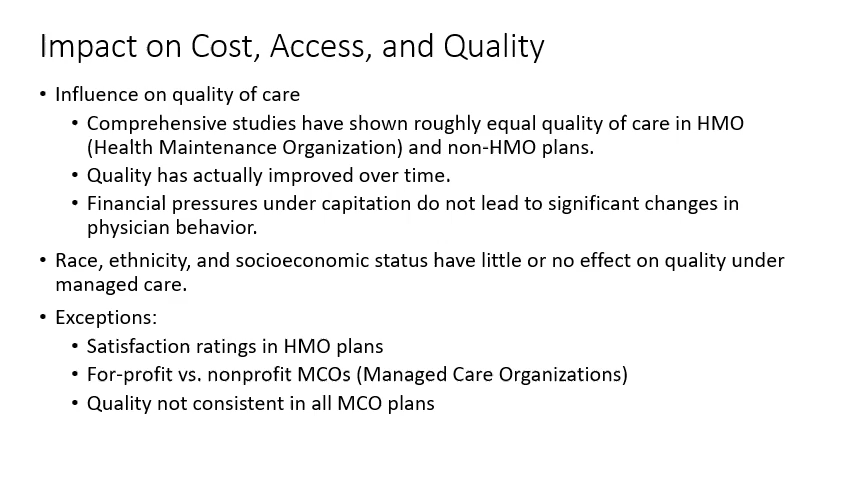 Impact on Cost, Access, and Quality
• Influence on quality of care
• Comprehensive studies have shown roughly equal quality of care in HMO
(Health Maintenance Organization) and non-HMO plans.
• Quality has actually improved over time.
• Financial pressures under capitation do not lead to significant changes in
physician behavior.
• Race, ethnicity, and socioeconomic status have little or no effect on quality under
managed care.
• Exceptions:
• Satisfaction ratings in HMO plans
• For-profit vs. nonprofit MCOs (Managed Care Organizations)
• Quality not consistent in all MCO plans